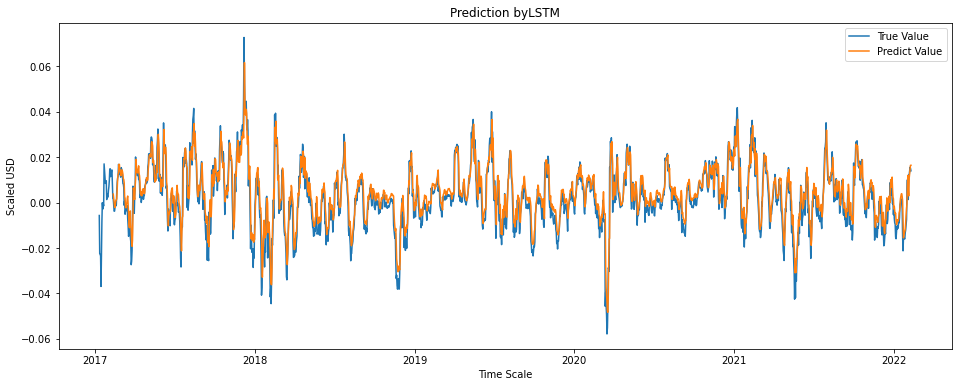 Prediction byLSTM
True Value
Predict Value
Scaled USD
0.06
0.04
0.02
0.00
−0.02
−0.04
−0.06
2017
2018
2019
2020
2021
2022
Time Scale